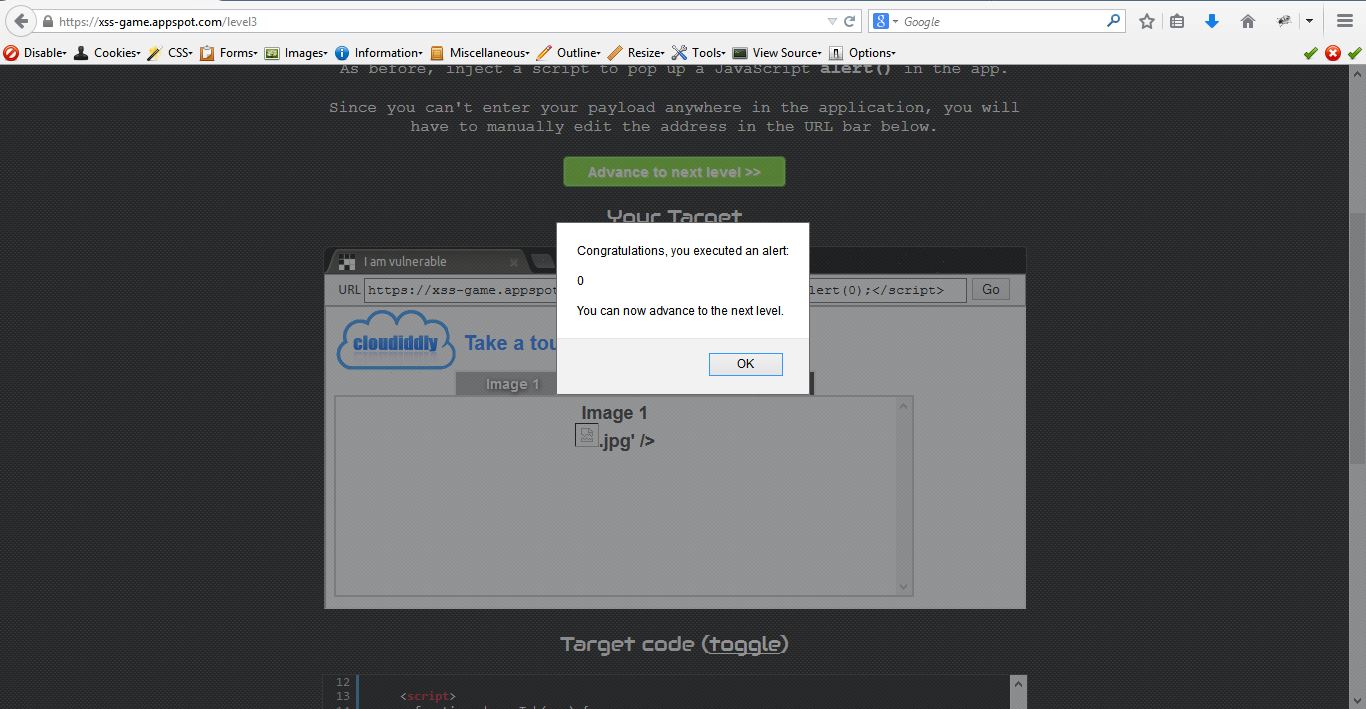 https://xss-game.appspot.com/level3
Google
Disable
Cookies
CSS
Forms
Images
Information
Miscellaneous
Outline
Resize
Tools
View Source
Options
As before, inject a script to pop up a JavaScript alert() in the app.
Since you can't enter your payload anywhere in the application, you will
have to manually edit the address in the URL bar below.
Advance to next level >>
Your Target
I am vulnerable
URL https://xss-game.appspot
lert(0);</script>
Go
cloudiddly
Take a tou
Congratulations, you executed an alert:
0
You can now advance to the next level.
OK
Image 1
Image 1
.jpg' />
Target code (toggle)
12
13 <script>